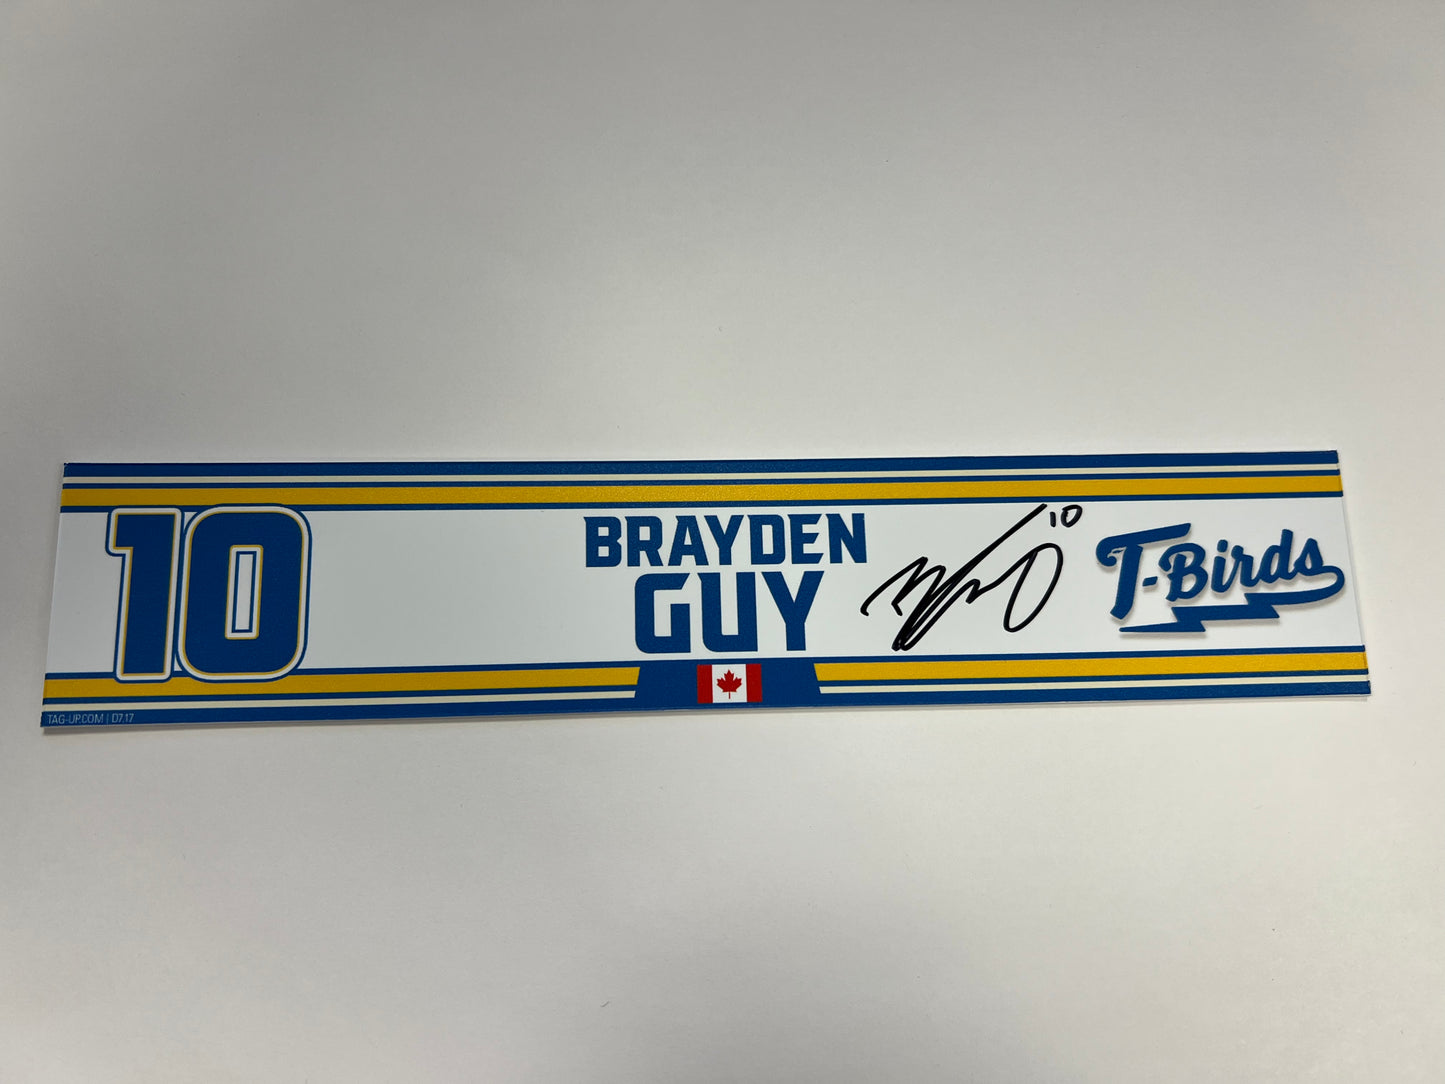 10
BRAYDEN
GUY
10
T-Birds
TAG-UP.COM | D7.17